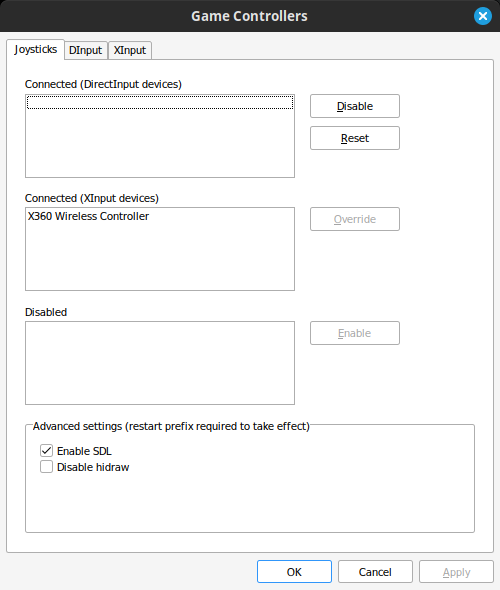 Game Controllers
Joysticks
DInput
XInput
Connected (DirectInput devices)
Disable
Reset
Connected (XInput devices)
X360 Wireless Controller
Override
Disabled
Enable
Advanced settings (restart prefix required to take effect)
Enable SDL
Disable hidraw
OK
Cancel
Apply